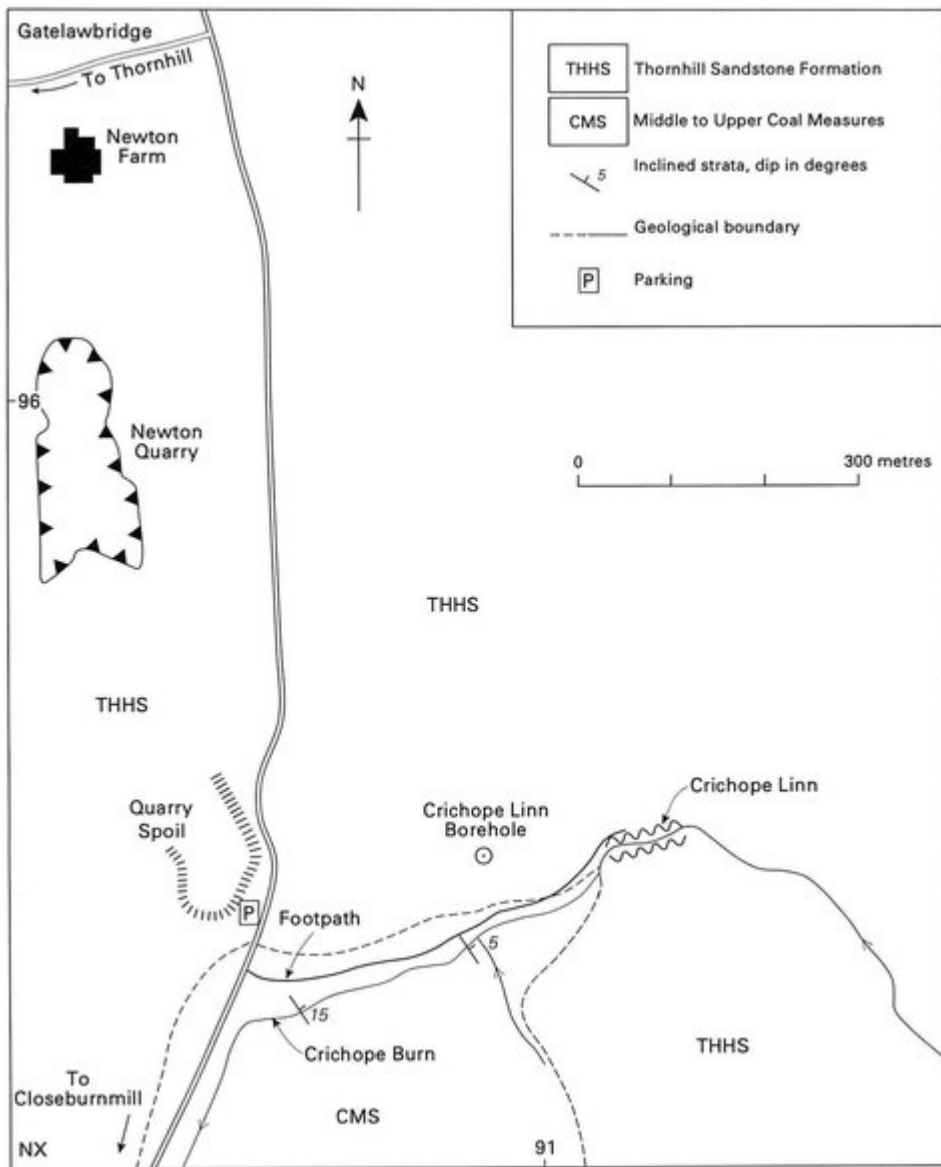 Gatelawbridge
To Thornhill
N
Newton
Farm
THHS
Thornhill Sandstone Formation
CMS
Middle to Upper Coal Measures
5
Inclined strata, dip in degrees
Geological boundary
P
Parking
96
Newton
Quarry
0
300 metres
THHS
THHS
Quarry
Spoil
Crichope Linn
Borehole
Crichope Linn
P
Footpath
5
15
Crichope Burn
THHS
To
Closeburnmill
CMS
NX
91